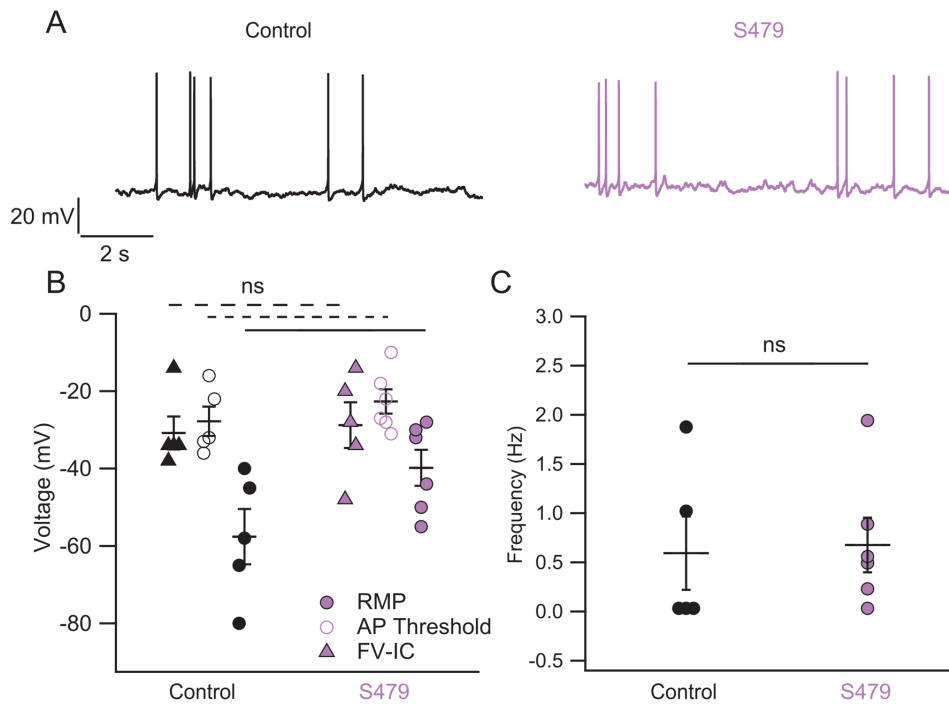 A
Control
S479
20 mV
2 s
B
ns
0
-20
-40
-60
-80
Voltage (mV)
RMP
AP Threshold
FV-IC
Control
S479
C
ns
3.0
2.5
2.0
1.5
1.0
0.5
0.0
-0.5
Frequency (Hz)
Control
S479